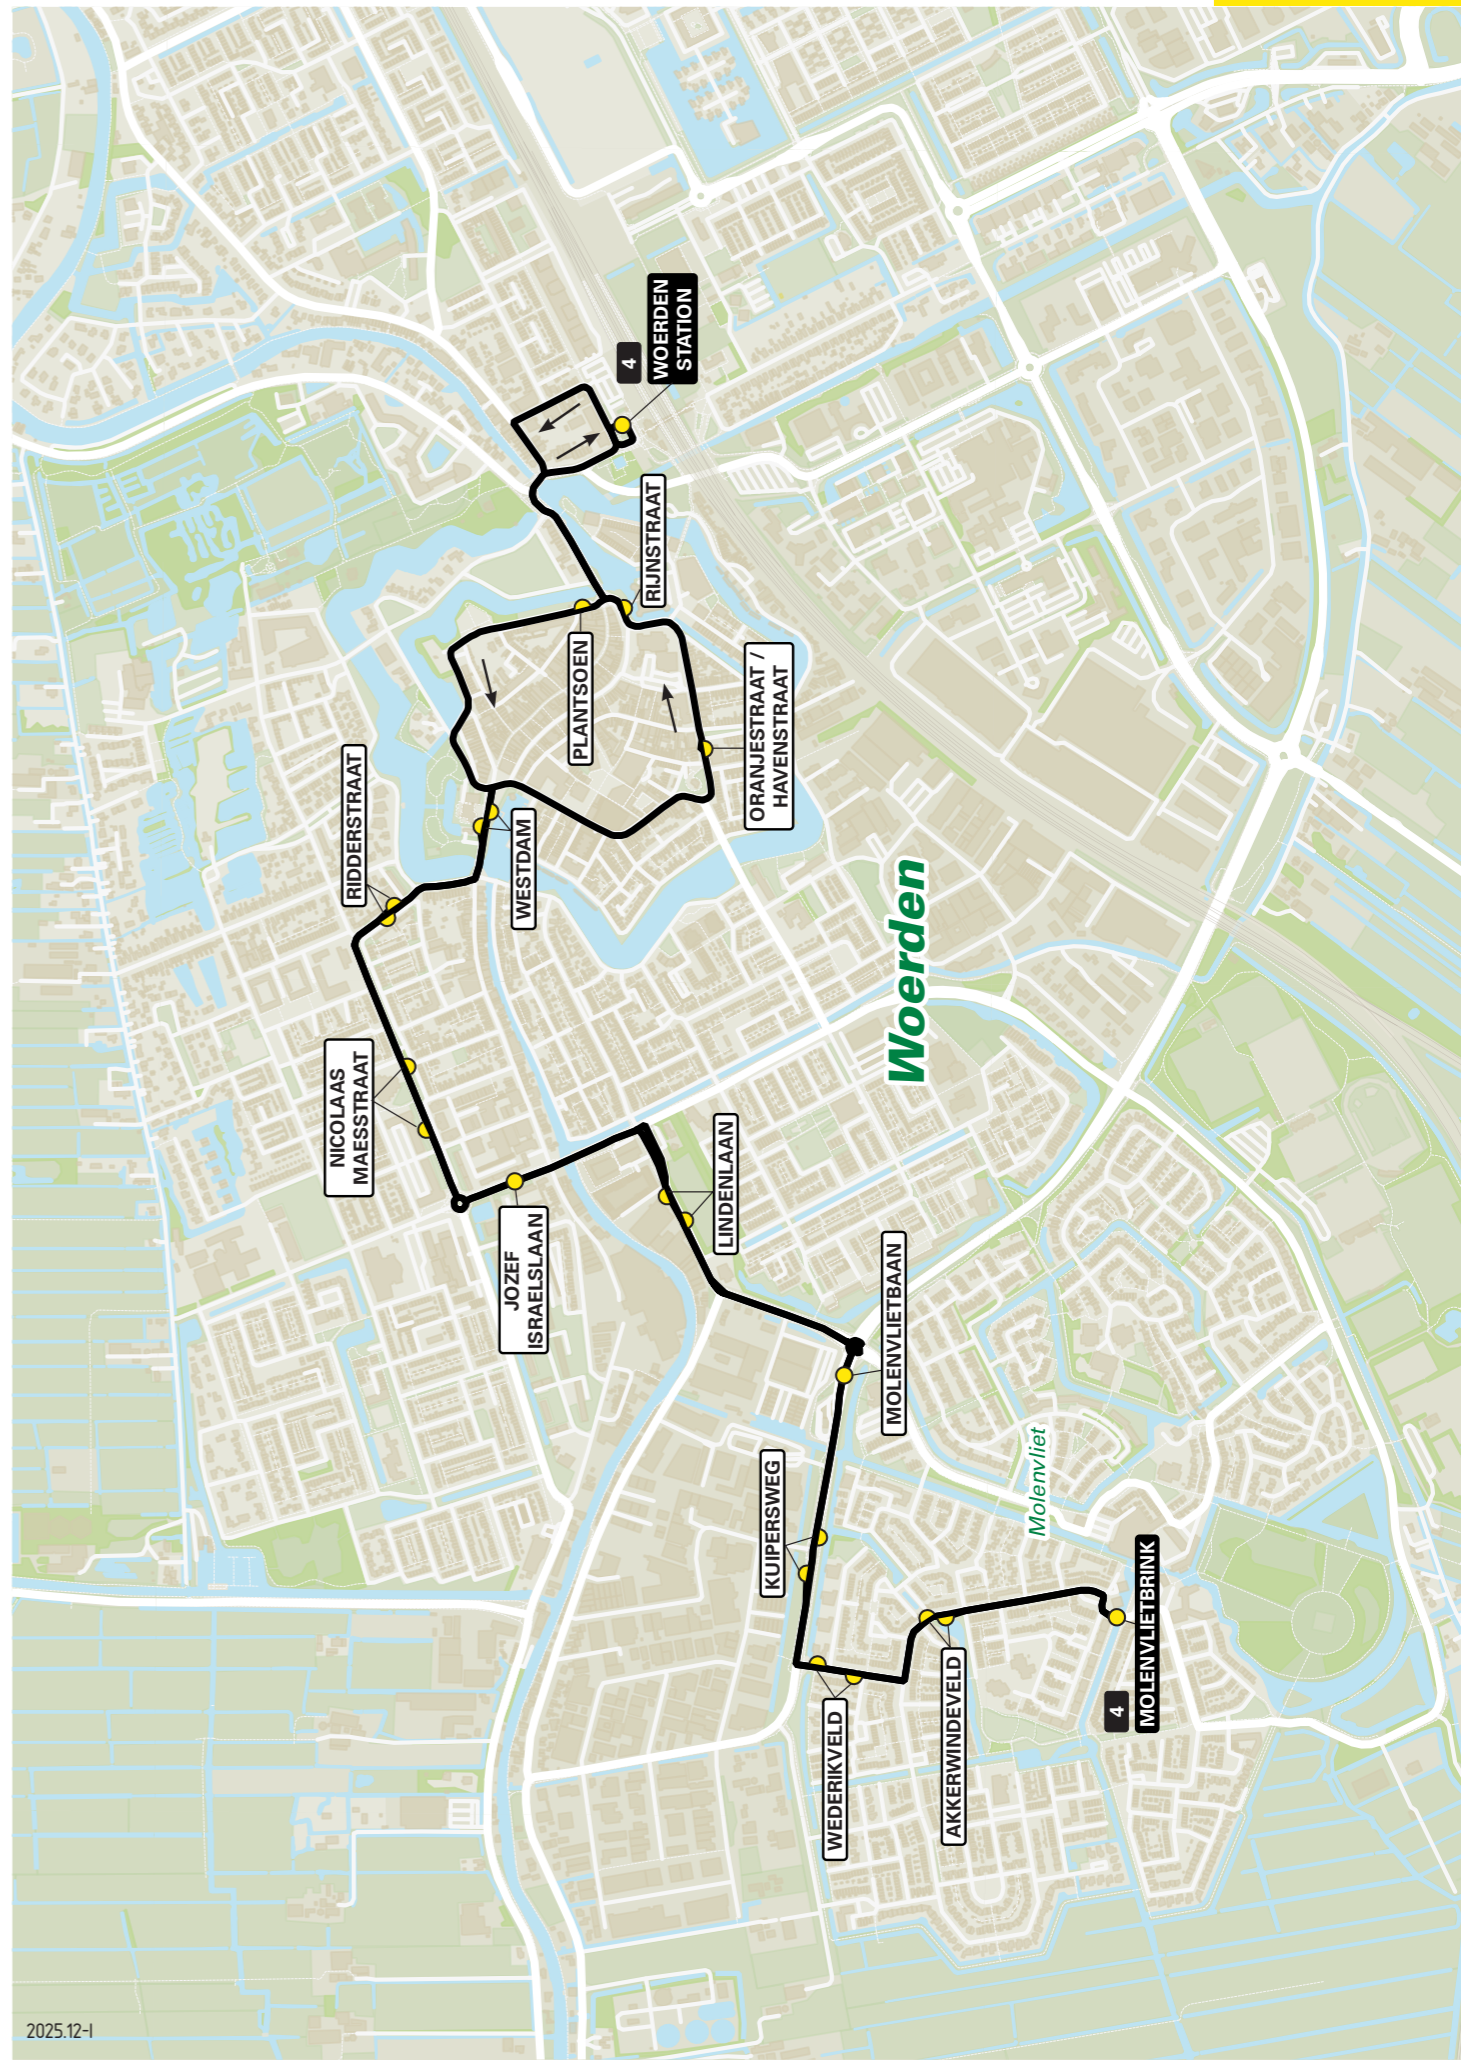 4
WOERDEN
STATION
RIJNSTRAAT
PLANTSOEN
ORANJESTRAAT /
HAVENSTRAAT
WESTDAM
RIDDERSTRAAT
NICOLAAS
MAESSTRAAT
JOZEF
ISRAELSLAAN
LINDENLAAN
Woerden
MOLENVLIETBAAN
KUIPERSWEG
Molenvliet
WEDERIKVELD
AKKERWINDEVELD
4
MOLENVLIETBRINK
2025.12-I